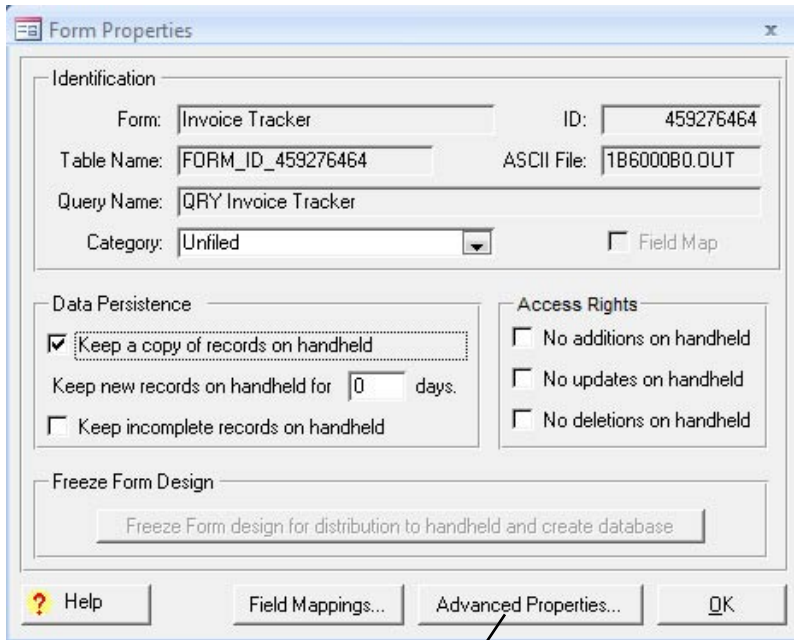 Form Properties
x
Identification
Form: Invoice Tracker ID: 459276464
Table Name: FORM_ID_459276464 ASCII File: 1B6000B0.OUT
Query Name: QRY Invoice Tracker
Category: Unfiled Field Map
Data Persistence Access Rights
Keep a copy of records on handheld No additions on handheld
Keep new records on handheld for 0 days. No updates on handheld
Keep incomplete records on handheld No deletions on handheld
Freeze Form Design
Freeze Form design for distribution to handheld and create database
? Help Field Mappings... Advanced Properties... OK